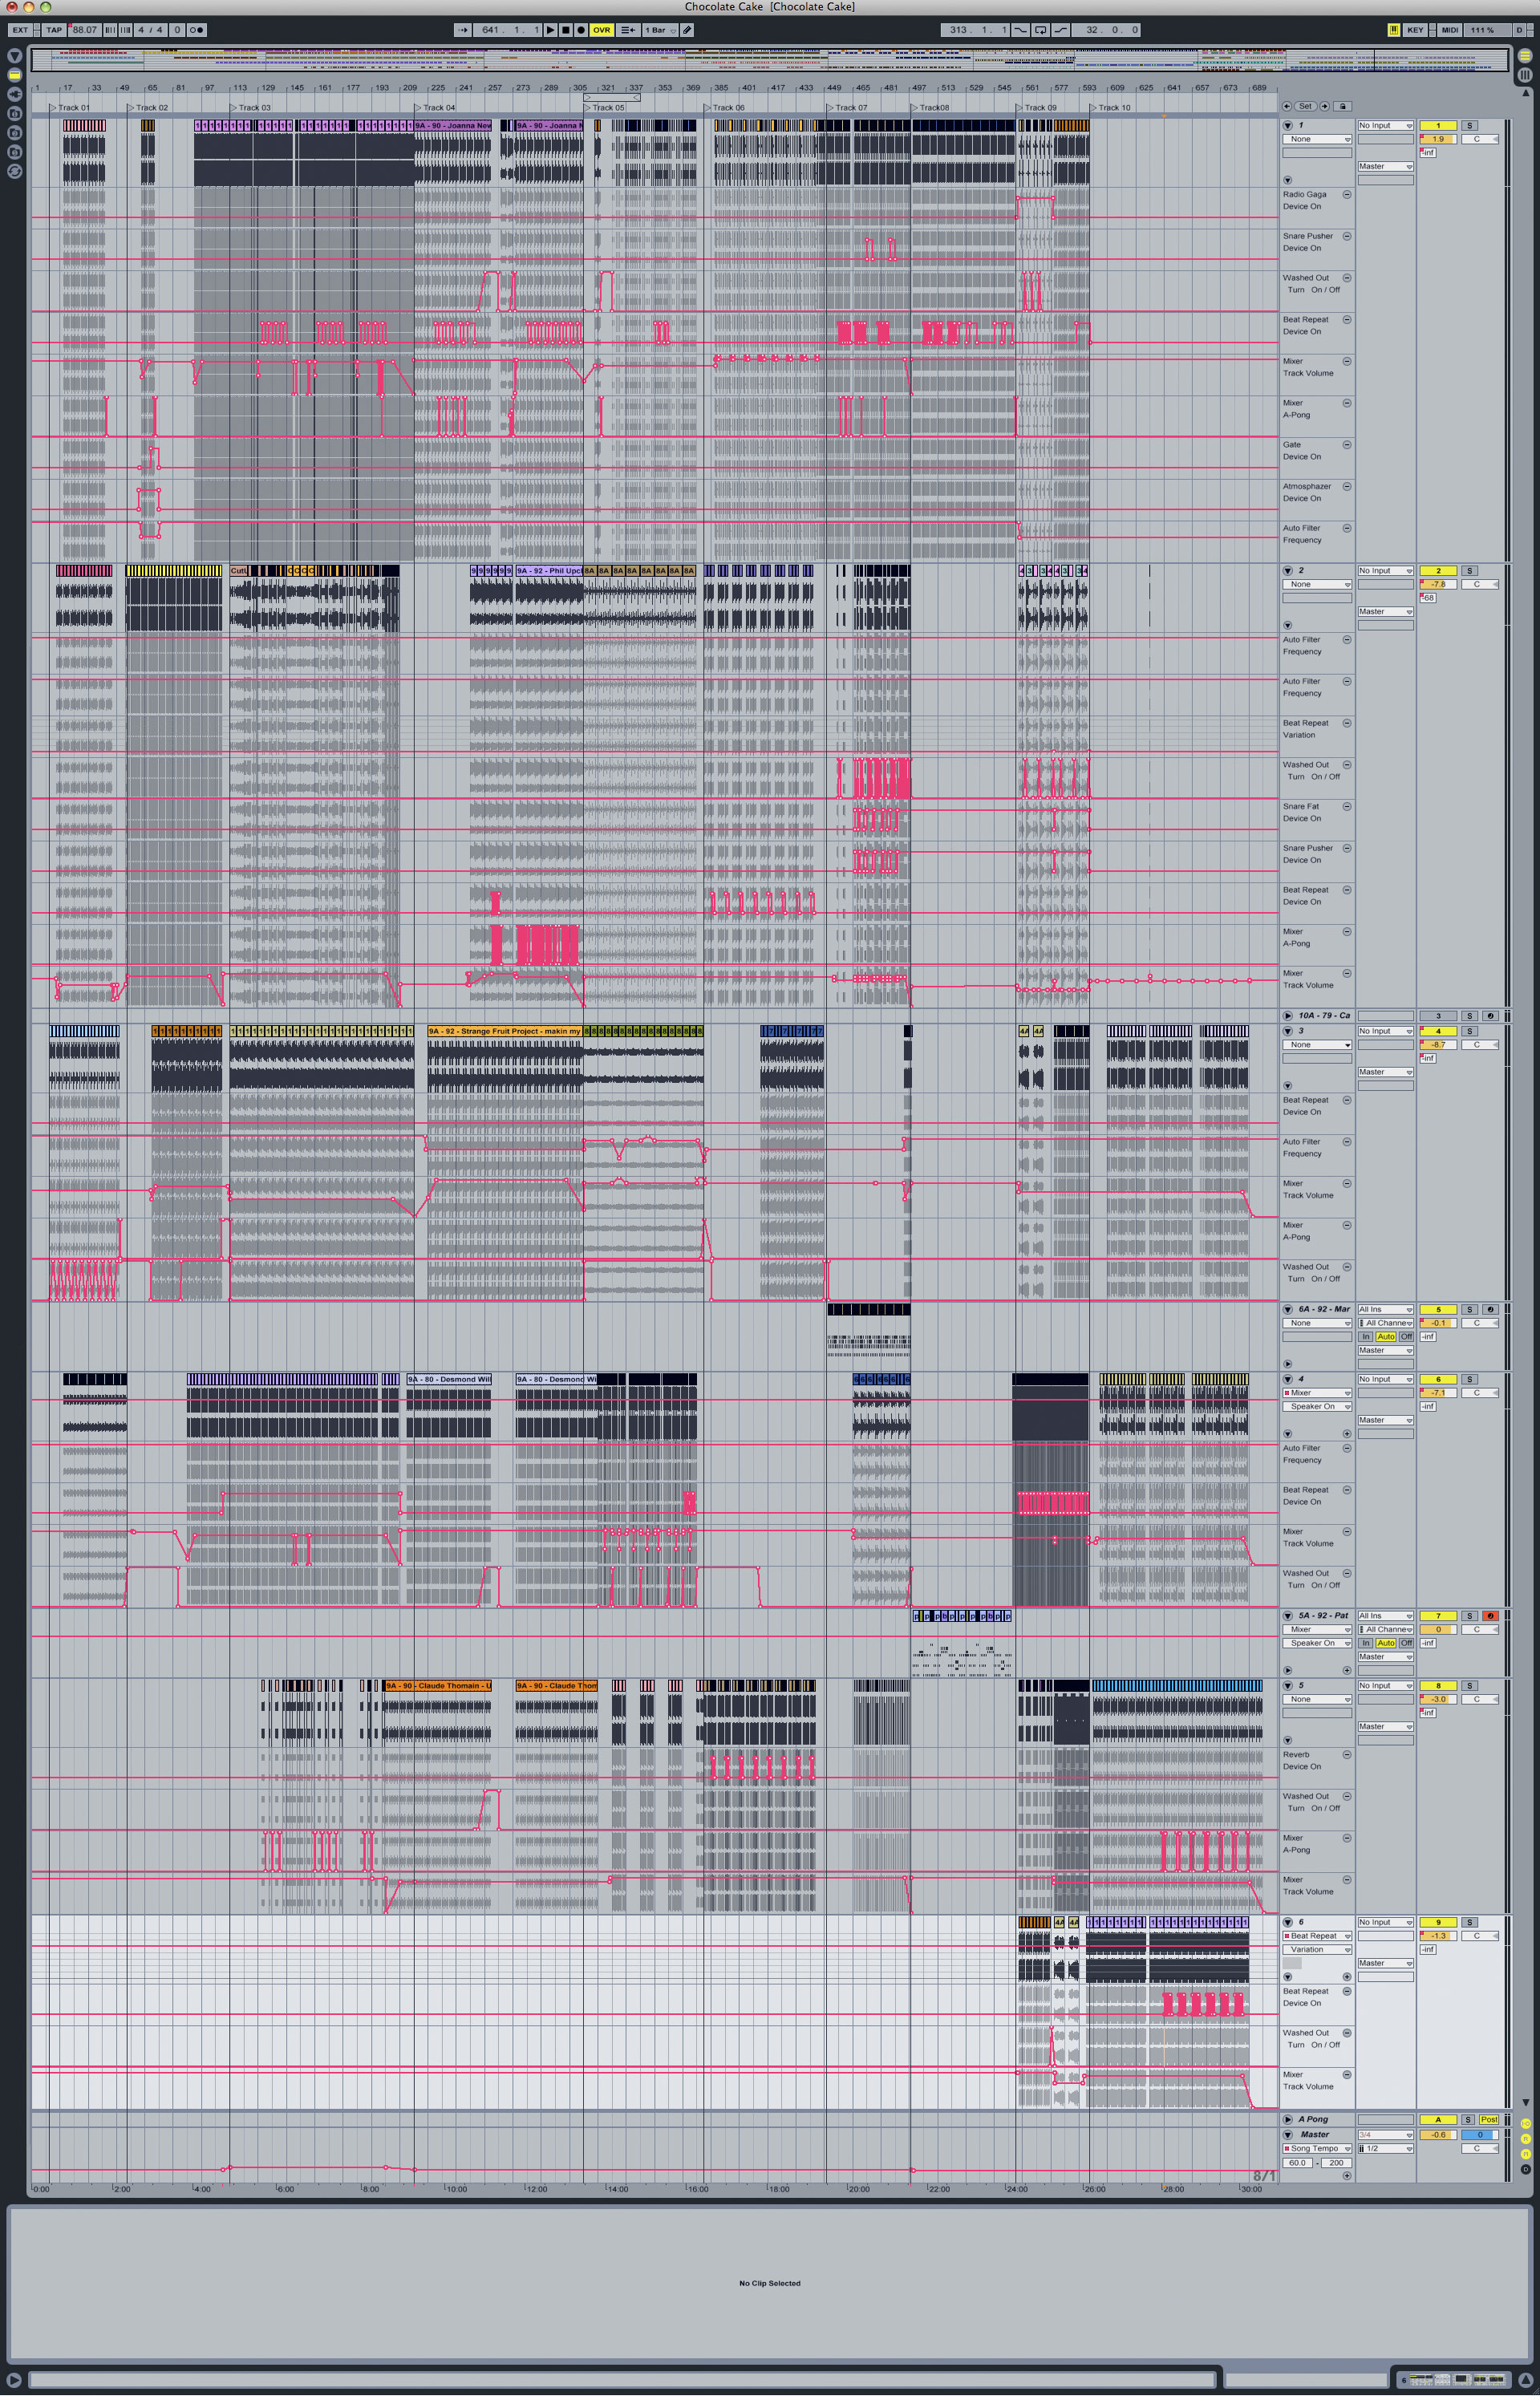 Chocolate Cake [Chocolate Cake]
EXT TAP 88.07 4 / 4 0 641 . 1 . 1 OVR 1 Bar 313 . 1 . 1 32 . 0 . 0 KEY MIDI 111 % D
1 17 33 49 65 81 97 113 129 145 161 177 193 209 225 241 257 273 289 305 321 337 353 369 385 401 417 433 449 465 481 497 513 529 545 561 577 593 609 625 641 657 673 689
Track 01 Track 02 Track 03 Track 04 Track 05 Track 06 Track 07 Track08 Track 09 Track 10 Set
9A - 90 - Joanna New 9A - 90 - Joanna N 1 No Input 1 S
None 1.9 C
-inf
Master
Radio Gaga
Device On
Snare Pusher
Device On
Washed Out
Turn On / Off
Beat Repeat
Device On
Mixer
Track Volume
Mixer
A-Pong
Gate
Device On
Atmosphazer
Device On
Auto Filter
Frequency
Cutl 9A - 92 - Phil Upcl 8A 8A 8A 8A 8A 8A 8A 8A 2 No Input 2 S
None -7.8 C
-68
Master
Auto Filter
Frequency
Auto Filter
Frequency
Beat Repeat
Variation
Washed Out
Turn On / Off
Snare Fat
Device On
Snare Pusher
Device On
Beat Repeat
Device On
Mixer
A-Pong
Mixer
Track Volume
10A - 79 - Ca 3 S
9A - 92 - Strange Fruit Project - makin my 3 No Input 4 S
None -8.7 C
-inf
Master
Beat Repeat
Device On
Auto Filter
Frequency
Mixer
Track Volume
Mixer
A-Pong
Washed Out
Turn On / Off
6A - 92 - Mar All Ins 5 S
None All Channe -0.1 C
In Auto Off -inf
Master
9A - 80 - Desmond Will 9A - 80 - Desmond Wi 4 No Input 6 S
Mixer -7.1 C
Speaker On -inf
Master
Auto Filter
Frequency
Beat Repeat
Device On
Mixer
Track Volume
Washed Out
Turn On / Off
5A - 92 - Pat All Ins 7 S
Mixer All Channe 0 C
Speaker On In Auto Off -inf
Master
9A - 90 - Claude Thomain - U 9A - 90 - Claude Thom 5 No Input 8 S
None -3.0 C
-inf
Master
Reverb
Device On
Washed Out
Turn On / Off
Mixer
A-Pong
Mixer
Track Volume
4A 4A 6 No Input 9 S
Beat Repeat -1.3 C
Variation -inf
Master
Beat Repeat
Device On
Washed Out
Turn On / Off
Mixer
Track Volume
A Pong A S Post
Master 3/4 -0.6 0
Song Tempo 1/2 C
60.0 - 200
8/1
0:00 2:00 4:00 6:00 8:00 10:00 12:00 14:00 16:00 18:00 20:00 22:00 24:00 26:00 28:00 30:00
No Clip Selected
6